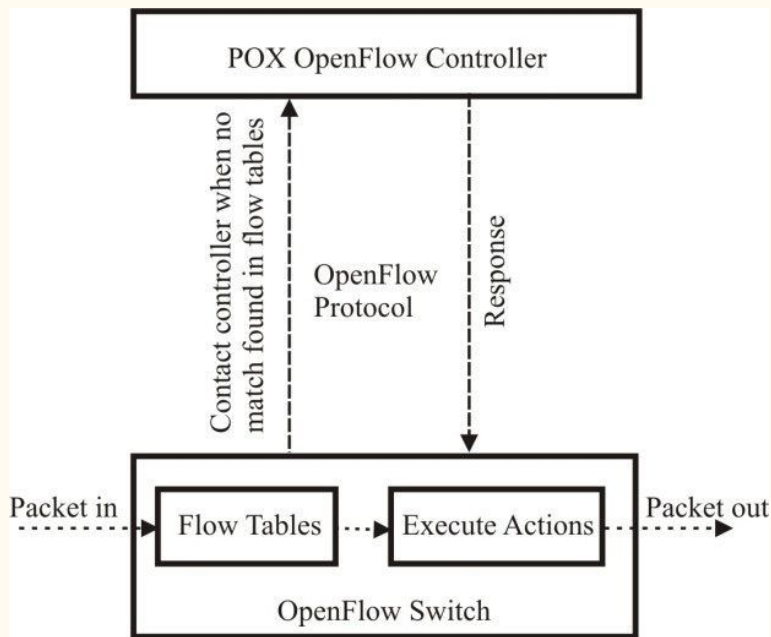 POX OpenFlow Controller
Contact controller when no
match found in flow tables
OpenFlow
Protocol
Response
Packet in
Flow Tables
Execute Actions
Packet out
OpenFlow Switch